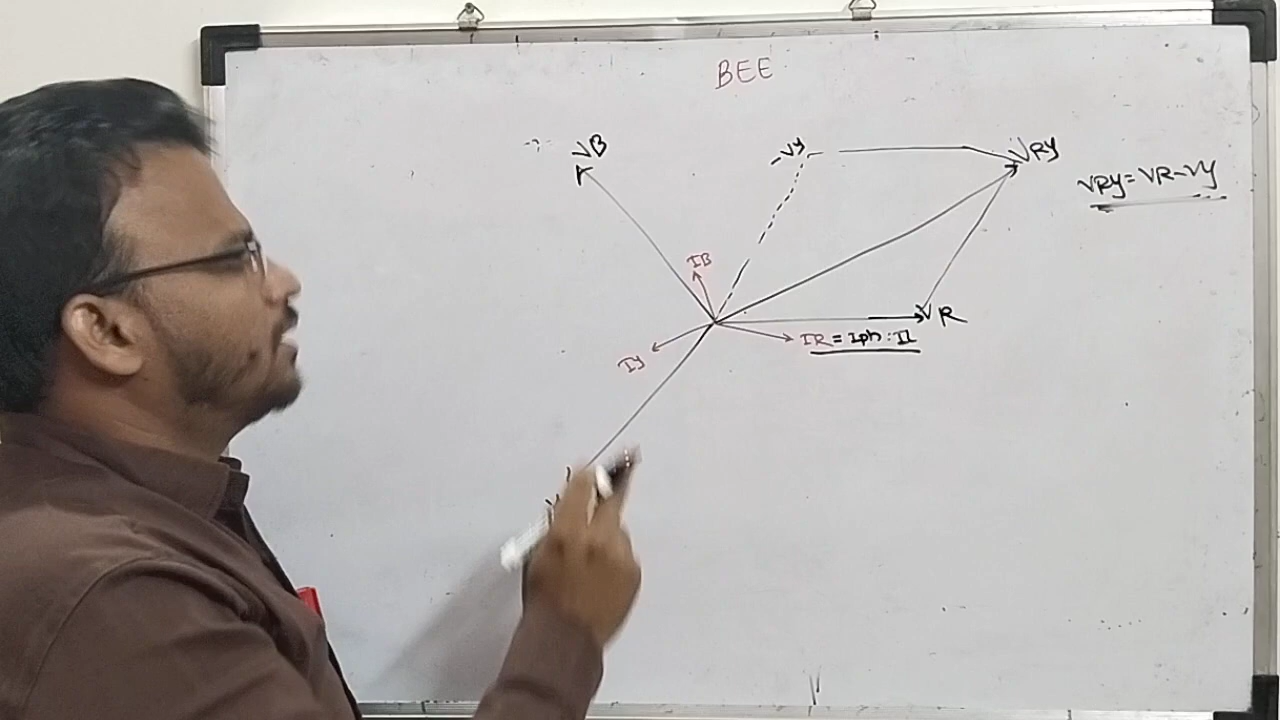 BEE
VB
-Vy
VRy
VRy=VR-Vy
IB
VR
IR = Iph = IL
Iy